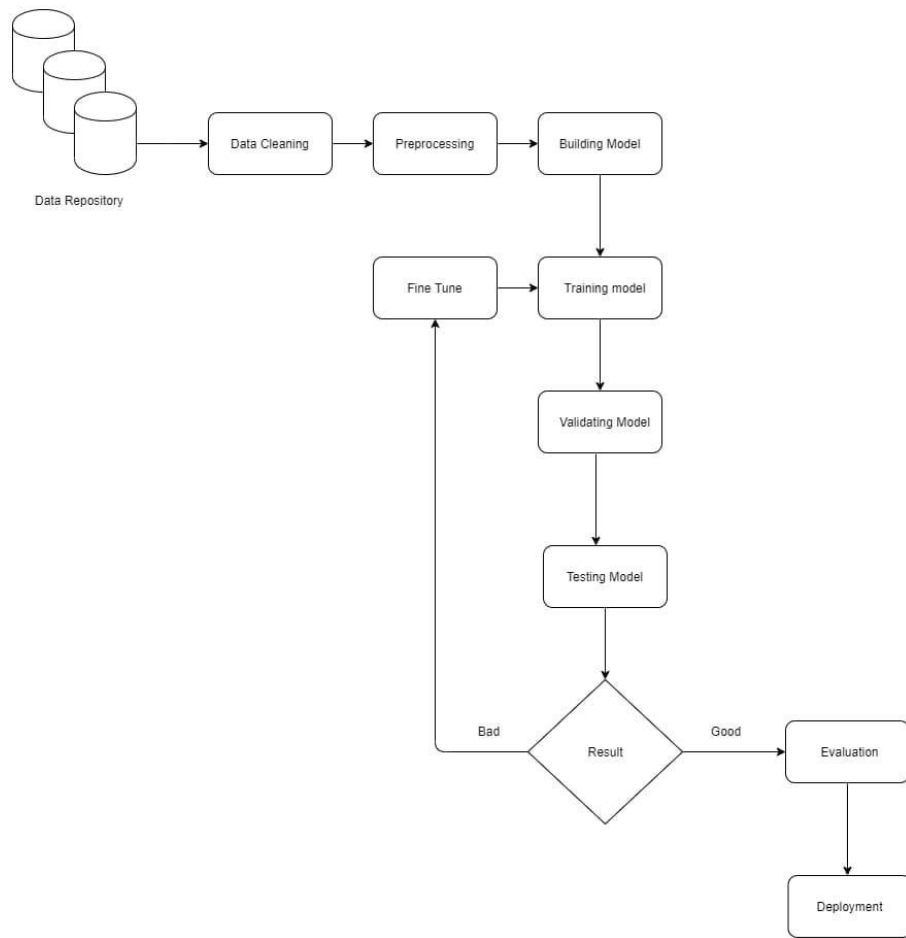 Data Cleaning
Preprocessing
Building Model
Data Repository
Fine Tune
Training model
Validating Model
Testing Model
Bad
Good
Result
Evaluation
Deployment